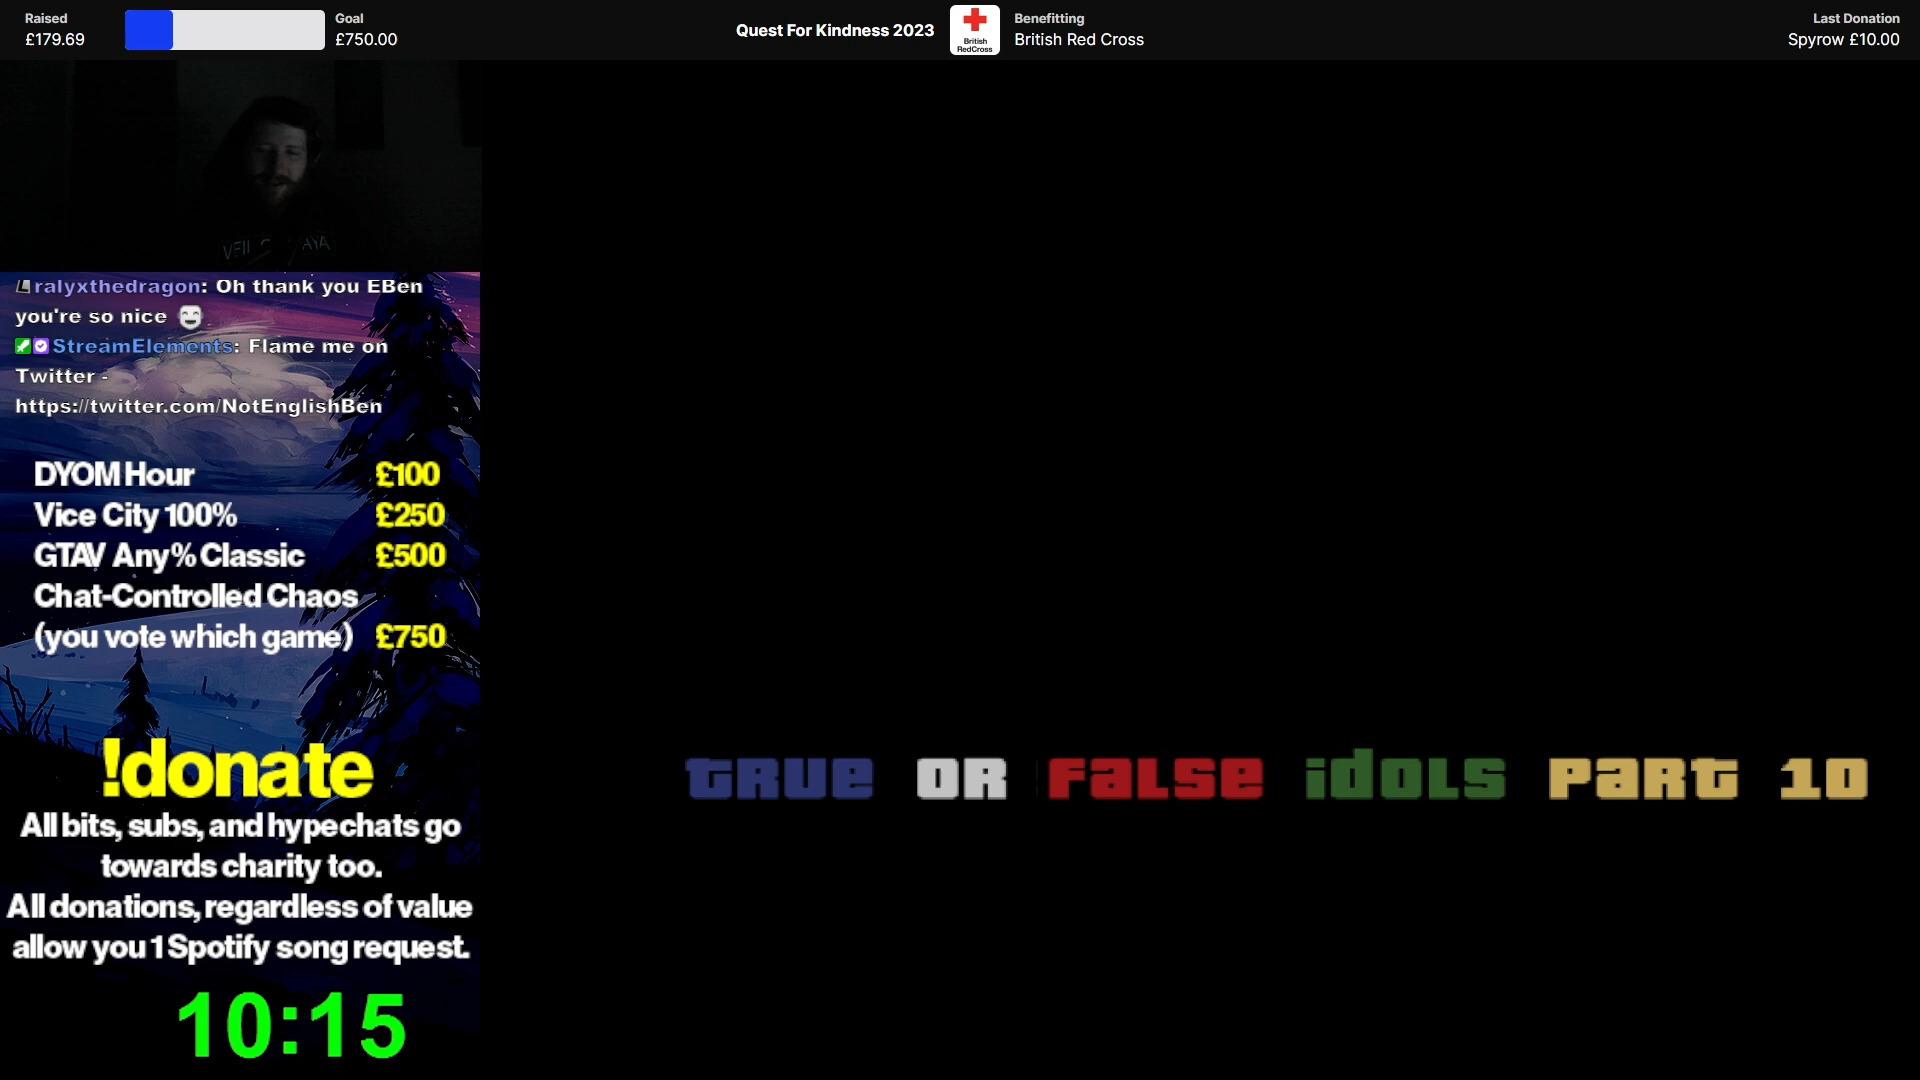 Raised
£179.69
Goal
£750.00
Quest For Kindness 2023
British
RedCross
Benefitting
British Red Cross
Last Donation
Spyrow £10.00
ralyxthedragon: Oh thank you EBen
you're so nice
StreamElements: Flame me on
Twitter -
https://twitter.com/NotEnglishBen
DYOM Hour £100
Vice City 100% £250
GTAV Any% Classic £500
Chat-Controlled Chaos
(you vote which game) £750
!donate
All bits, subs, and hypechats go
towards charity too.
All donations, regardless of value
allow you 1 Spotify song request.
10:15
TRUE OR FALSE IDOLS PART 10